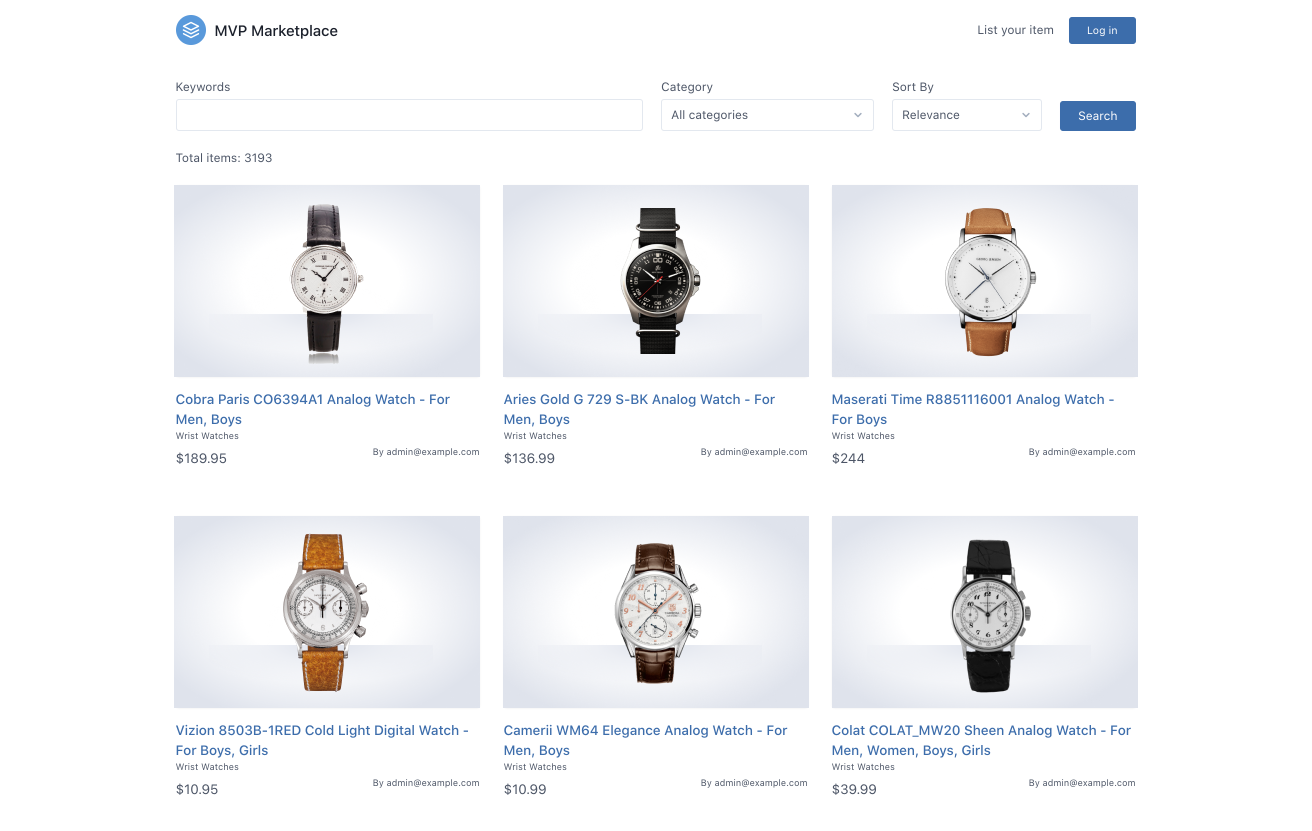 MVP Marketplace
List your item
Log in
Keywords
Category
Sort By
All categories
Relevance
Search
Total items: 3193
Cobra Paris CO6394A1 Analog Watch - For
Men, Boys
Wrist Watches
By admin@example.com
$189.95
Aries Gold G 729 S-BK Analog Watch - For
Men, Boys
Wrist Watches
By admin@example.com
$136.99
Maserati Time R8851116001 Analog Watch -
For Boys
Wrist Watches
By admin@example.com
$244
Vizion 8503B-1RED Cold Light Digital Watch -
For Boys, Girls
Wrist Watches
By admin@example.com
$10.95
Camerii WM64 Elegance Analog Watch - For
Men, Boys
Wrist Watches
By admin@example.com
$10.99
Colat COLAT_MW20 Sheen Analog Watch - For
Men, Women, Boys, Girls
Wrist Watches
By admin@example.com
$39.99